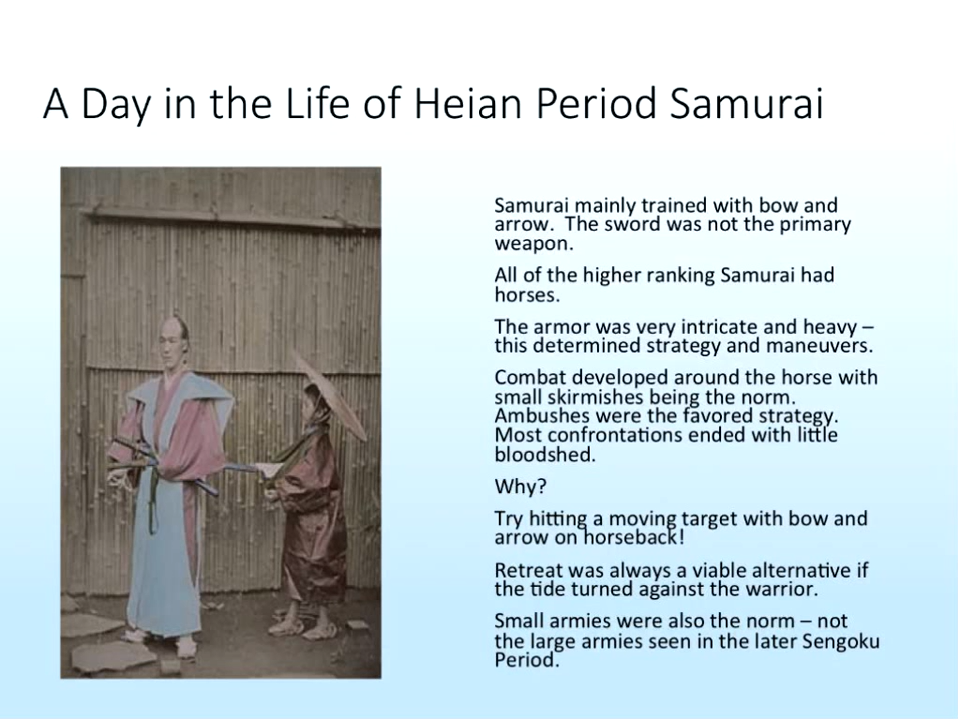 A Day in the Life of Heian Period Samurai
Samurai mainly trained with bow and
arrow.  The sword was not the primary
weapon.
All of the higher ranking Samurai had
horses.
The armor was very intricate and heavy –
this determined strategy and maneuvers.
Combat developed around the horse with
small skirmishes being the norm.
Ambushes were the favored strategy.
Most confrontations ended with little
bloodshed.
Why?
Try hitting a moving target with bow and
arrow on horseback!
Retreat was always a viable alternative if
the tide turned against the warrior.
Small armies were also the norm – not
the large armies seen in the later Sengoku
Period.